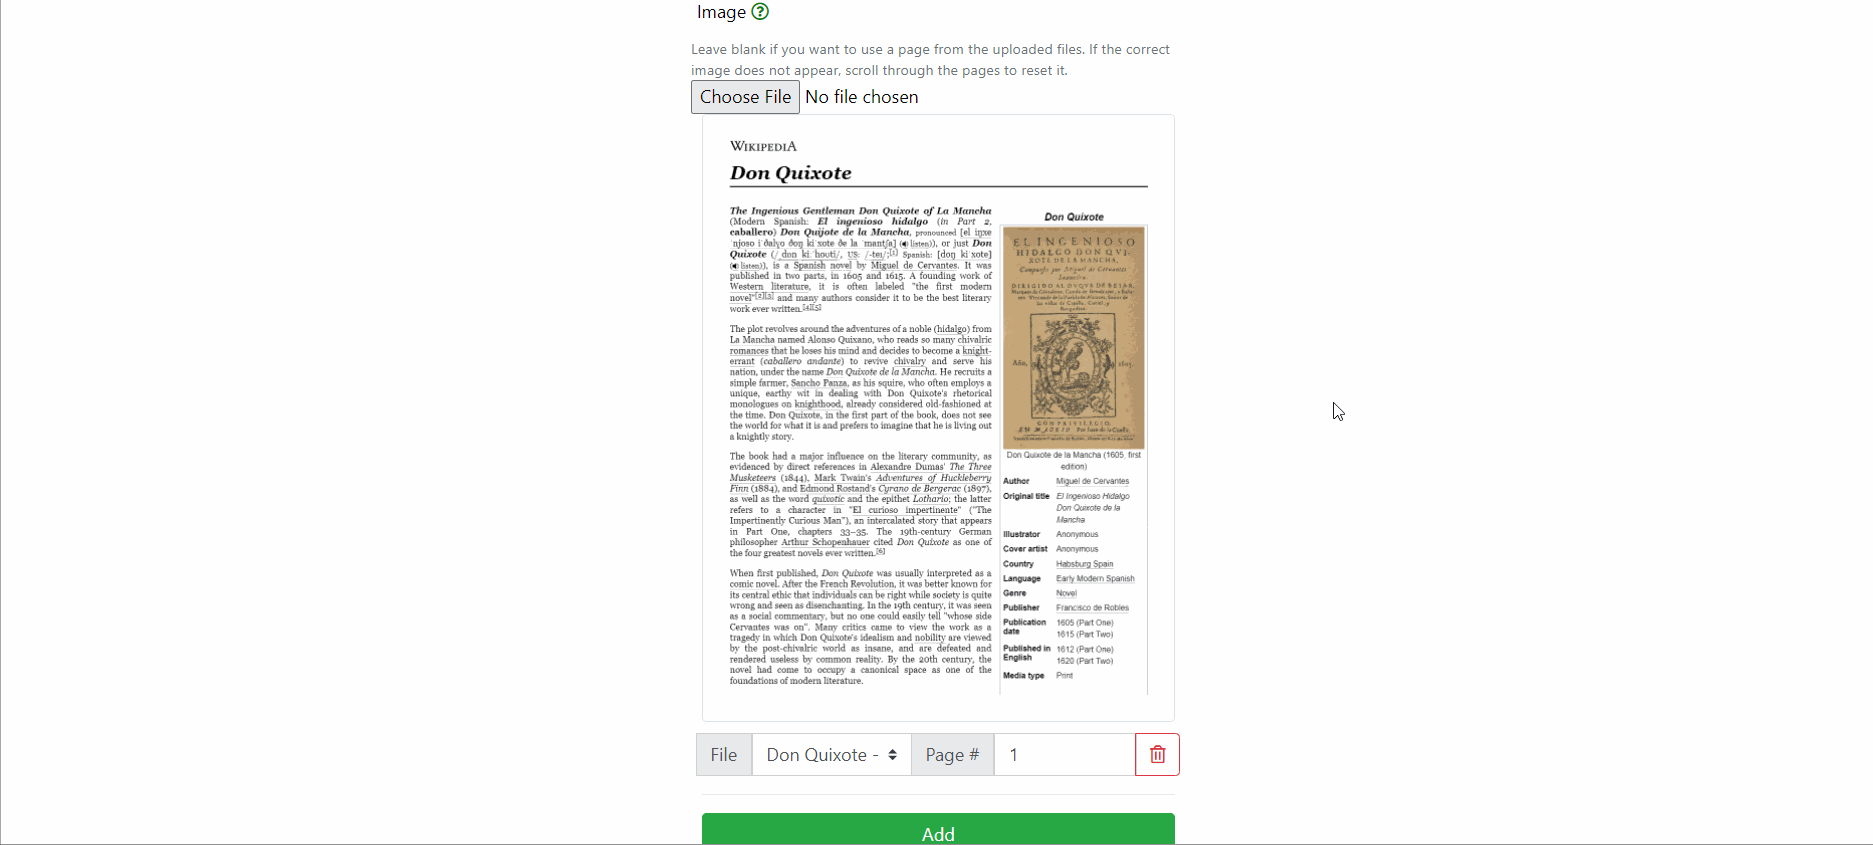 Image
Leave blank if you want to use a page from the uploaded files. If the correct
image does not appear, scroll through the pages to reset it.
Choose File No file chosen
WIKIPEDIA
Don Quixote
The Ingenious Gentleman Don Quixote of La Mancha
(Modern Spanish: El ingenioso hidalgo (in Part 2,
caballero) Don Quijote de la Mancha, pronounced [el iŋxe
ˈnjoso iˈðalɣo ðoŋ kiˈxote ðe la ˈmantʃa] (listen)), or just Don
Quixote (/ˌdɒn kiːˈhoʊti/, US: /-teɪ/;[1] Spanish: [doŋ kiˈxote]
(listen)), is a Spanish novel by Miguel de Cervantes. It was
published in two parts, in 1605 and 1615. A founding work of
Western literature, it is often labeled "the first modern
novel"[2][3] and many authors consider it to be the best literary
work ever written.[4][5]
The plot revolves around the adventures of a noble (hidalgo) from
La Mancha named Alonso Quixano, who reads so many chivalric
romances that he loses his mind and decides to become a knight-
errant (caballero andante) to revive chivalry and serve his
nation, under the name Don Quixote de la Mancha. He recruits a
simple farmer, Sancho Panza, as his squire, who often employs a
unique, earthy wit in dealing with Don Quixote's rhetorical
monologues on knighthood, already considered old-fashioned at
the time. Don Quixote, in the first part of the book, does not see
the world for what it is and prefers to imagine that he is living out
a knightly story.
The book had a major influence on the literary community, as
evidenced by direct references in Alexandre Dumas' The Three
Musketeers (1844), Mark Twain's Adventures of Huckleberry
Finn (1884), and Edmond Rostand's Cyrano de Bergerac (1897),
as well as the word quixotic and the epithet Lothario; the latter
refers to a character in "El curioso impertinente" ("The
Impertinently Curious Man"), an intercalated story that appears
in Part One, chapters 33–35. The 19th-century German
philosopher Arthur Schopenhauer cited Don Quixote as one of
the four greatest novels ever written.[6]
When first published, Don Quixote was usually interpreted as a
comic novel. After the French Revolution, it was better known for
its central ethic that individuals can be right while society is quite
wrong and seen as disenchanting. In the 19th century, it was seen
as a social commentary, but no one could easily tell "whose side
Cervantes was on". Many critics came to view the work as a
tragedy in which Don Quixote's idealism and nobility are viewed
by the post-chivalric world as insane, and are defeated and
rendered useless by common reality. By the 20th century, the
novel had come to occupy a canonical space as one of the
foundations of modern literature.
Don Quixote
EL INGENIOSO
HIDALGO DON QVI-
XOTE DE LA MANCHA,
Compuesto por Miguel de Cervantes
Saavedra.
DIRIGIDO AL DVQVE DE BEIAR,
Año, 1605.
CON PRIVILEGIO,
EN MADRID Por Iuan de la Cuesta.
Don Quixote de la Mancha (1605, first
edition)
Author Miguel de Cervantes
Original title El Ingenioso Hidalgo
Don Quixote de la
Mancha
Illustrator Anonymous
Cover artist Anonymous
Country Habsburg Spain
Language Early Modern Spanish
Genre Novel
Publisher Francisco de Robles
Publication date 1605 (Part One)
1615 (Part Two)
Published in English 1612 (Part One)
1620 (Part Two)
Media type Print
File Don Quixote - Page # 1
Add